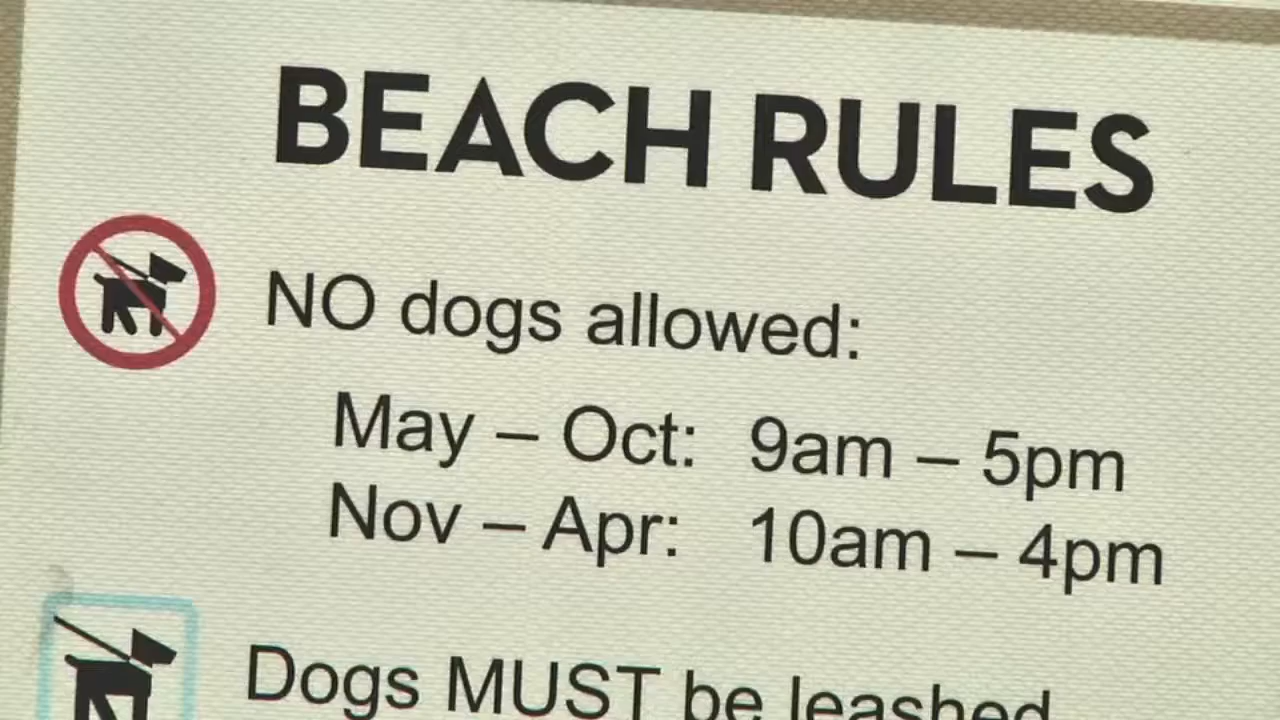 BEACH RULES
NO dogs allowed:
May – Oct: 9am – 5pm
Nov – Apr: 10am – 4pm
Dogs MUST be leashed